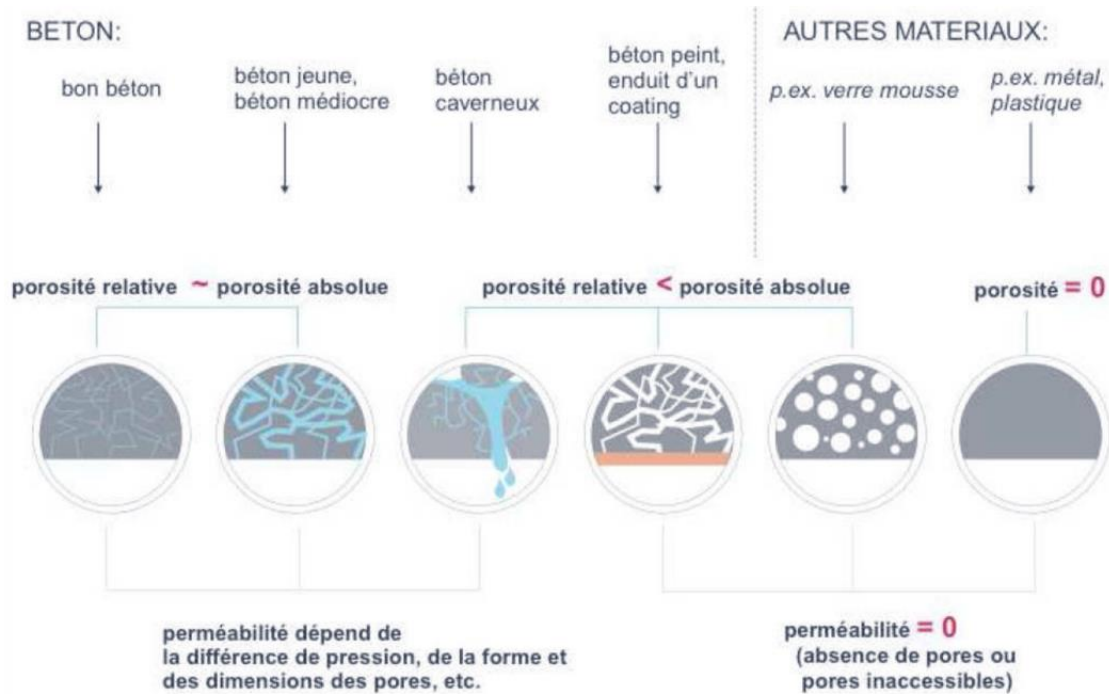 BETON:
AUTRES MATERIAUX:
bon béton
béton jeune,
béton médiocre
béton
caverneux
béton peint,
enduit d'un
coating
p.ex. verre mousse
p.ex. métal,
plastique
porosité relative ~ porosité absolue
porosité relative < porosité absolue
porosité = 0
perméabilité dépend de
la différence de pression, de la forme et
des dimensions des pores, etc.
perméabilité = 0
(absence de pores ou
pores inaccessibles)